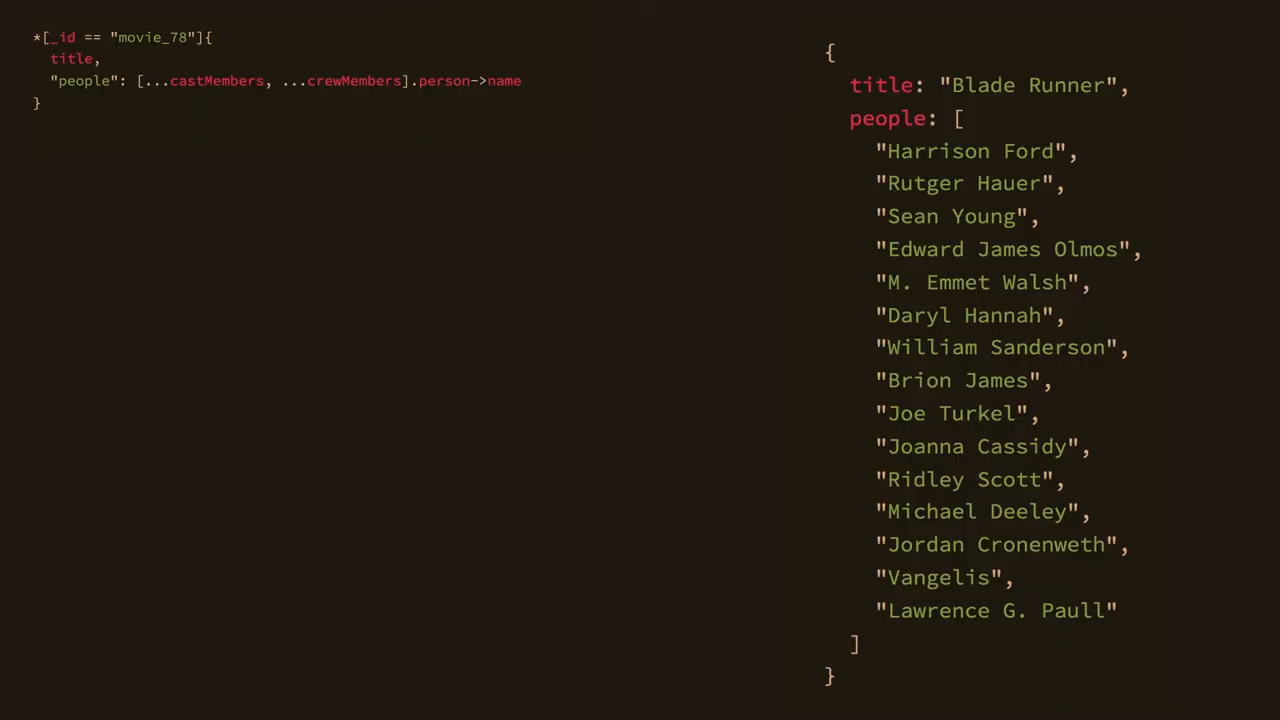 *[_id == "movie_78"]{
  title,
  "people": [...castMembers, ...crewMembers].person->name
}
{
  title: "Blade Runner",
  people: [
    "Harrison Ford",
    "Rutger Hauer",
    "Sean Young",
    "Edward James Olmos",
    "M. Emmet Walsh",
    "Daryl Hannah",
    "William Sanderson",
    "Brion James",
    "Joe Turkel",
    "Joanna Cassidy",
    "Ridley Scott",
    "Michael Deeley",
    "Jordan Cronenweth",
    "Vangelis",
    "Lawrence G. Paull"
  ]
}